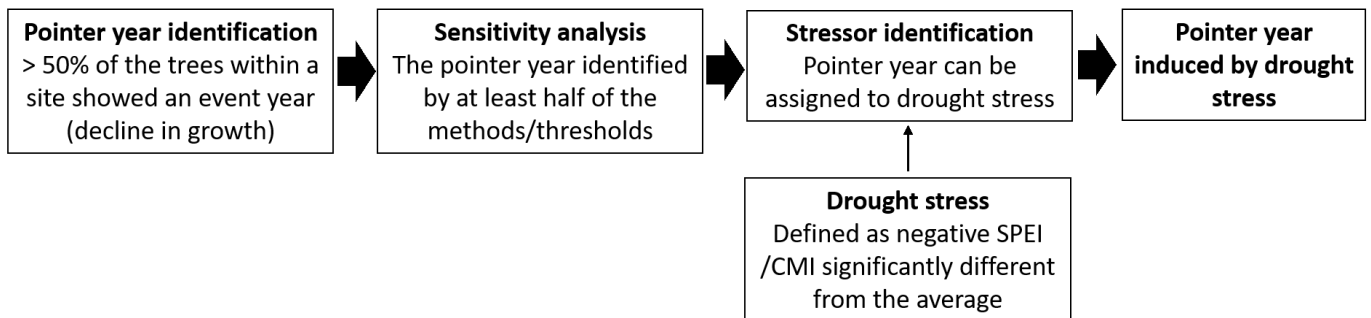 Pointer year identification
> 50% of the trees within a
site showed an event year
(decline in growth)
Sensitivity analysis
The pointer year identified
by at least half of the
methods/thresholds
Stressor identification
Pointer year can be
assigned to drought stress
Pointer year
induced by drought
stress
Drought stress
Defined as negative SPEI
/CMI significantly different
from the average